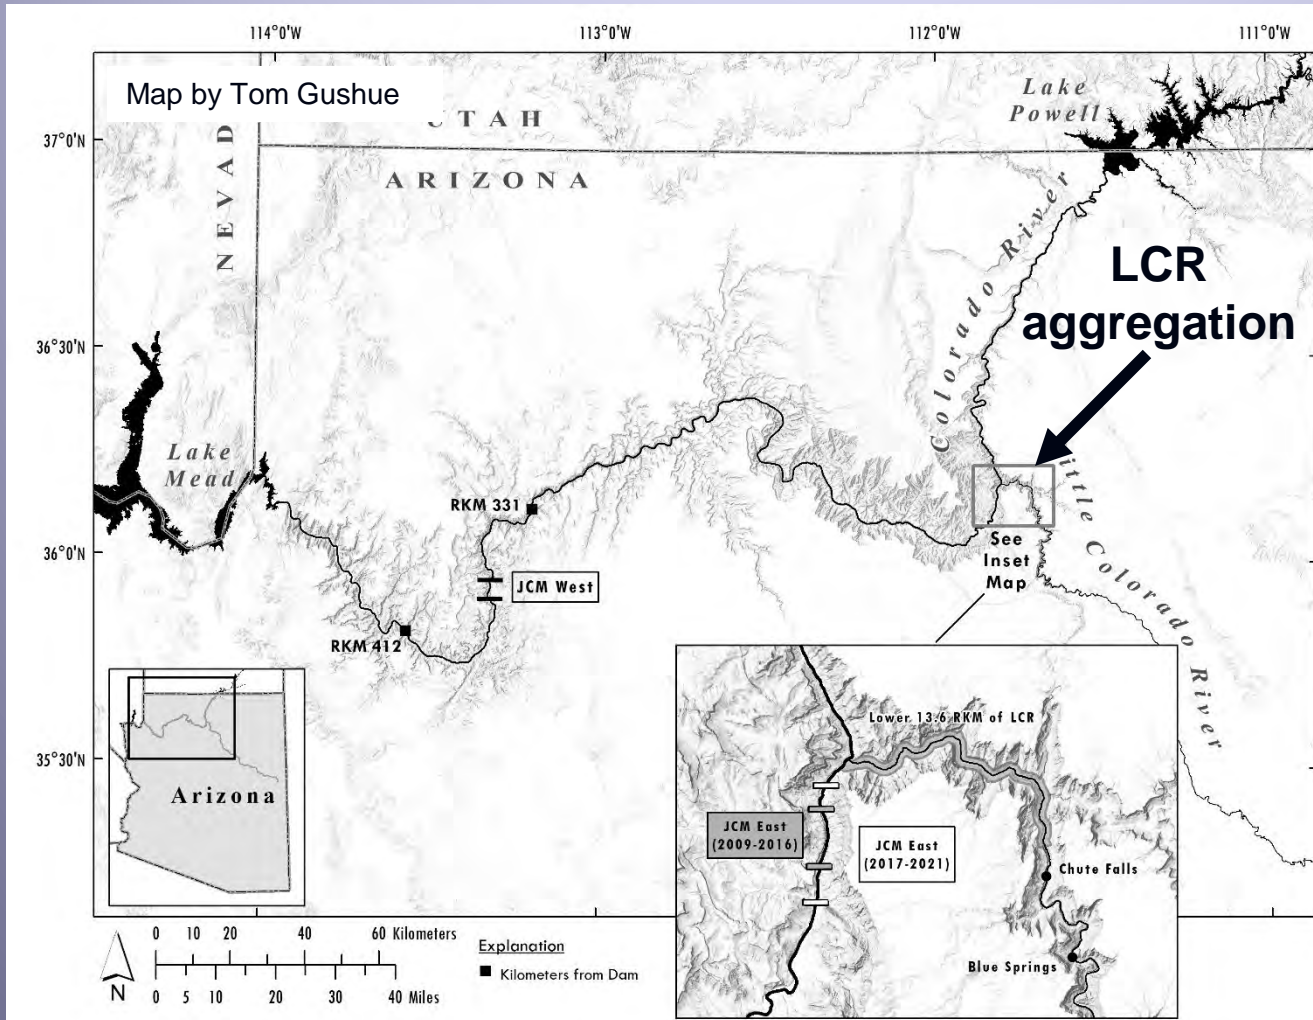 114°0'W
113°0'W
112°0'W
111°0'W
Map by Tom Gushue
37°0'N
36°30'N
36°0'N
35°30'N
UTAH
ARIZONA
NEVAD
Lake
Powell
Colorado River
LCR
aggregation
Lake
Mead
RKM 331
JCM West
RKM 412
See
Inset
Map
ittle Colorado River
Arizona
Lower 13.6 RKM of LCR
JCM East
(2009-2016)
JCM East
(2017-2021)
Chute Falls
Blue Springs
0 10 20 40 60 Kilometers
0 5 10 20 30 40 Miles
N
Explanation
Kilometers from Dam